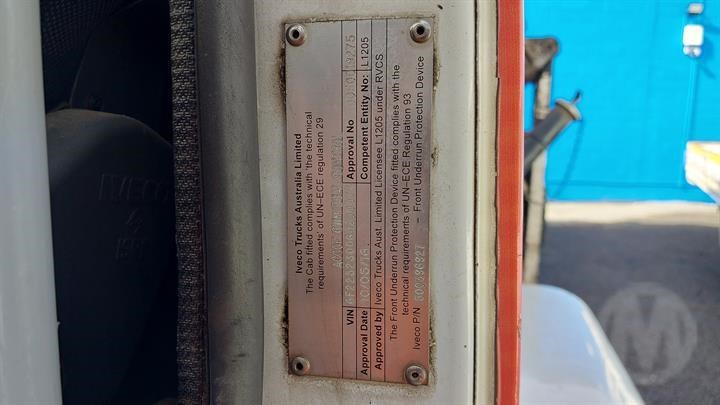 Iveco Trucks Australia Limited
The Cab fitted complies with the technical
requirements of UN-ECE regulation 29
VIN
Approval No
Approval Date
Competent Entity No: L1205
Approved by Iveco Trucks Aust. Limited Licensee L1205 under RVCS
The Front Underrun Protection Device fitted complies with the
technical requirements of UN-ECE Regulation 93
Iveco P/N 500496927 - Front Underrun Protection Device
IVECO
M